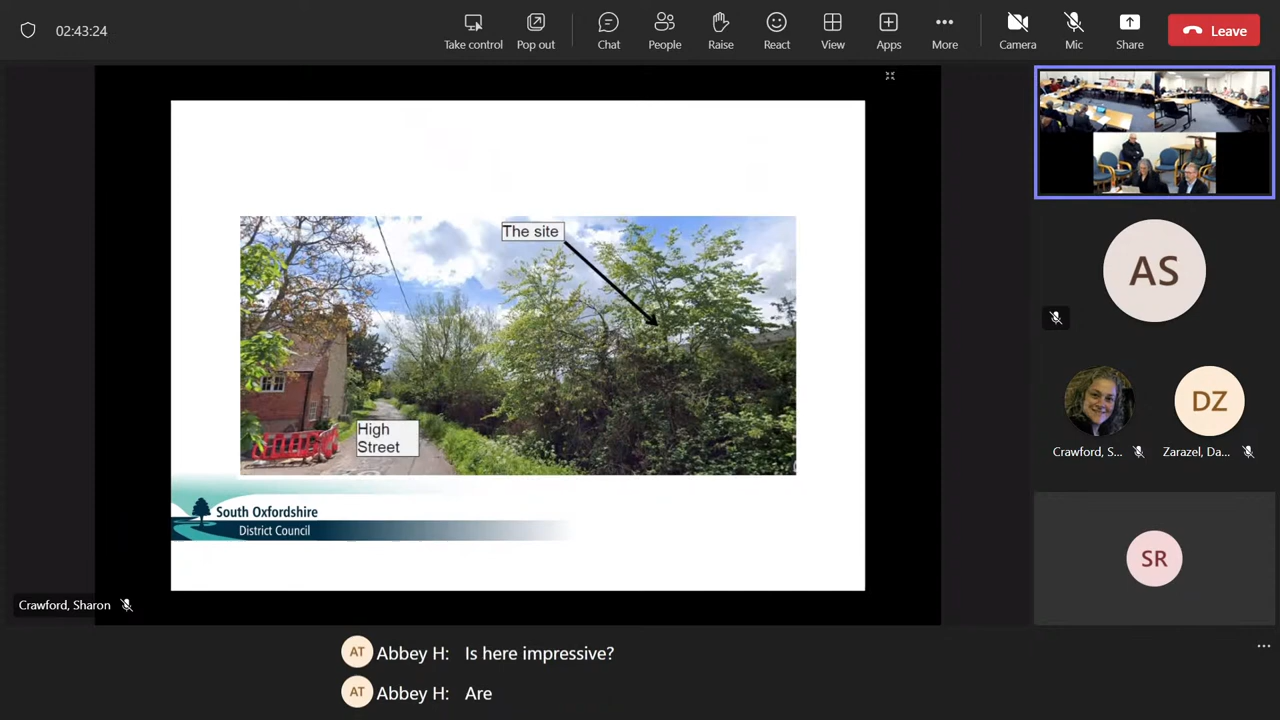 02:43:24
Take control
Pop out
Chat
People
Raise
React
View
Apps
More
Camera
Mic
Share
Leave
The site
High
Street
South Oxfordshire
District Council
AS
Crawford, S...
DZ
Zarazel, Da...
SR
Crawford, Sharon
AT Abbey H: Is here impressive?
AT Abbey H: Are